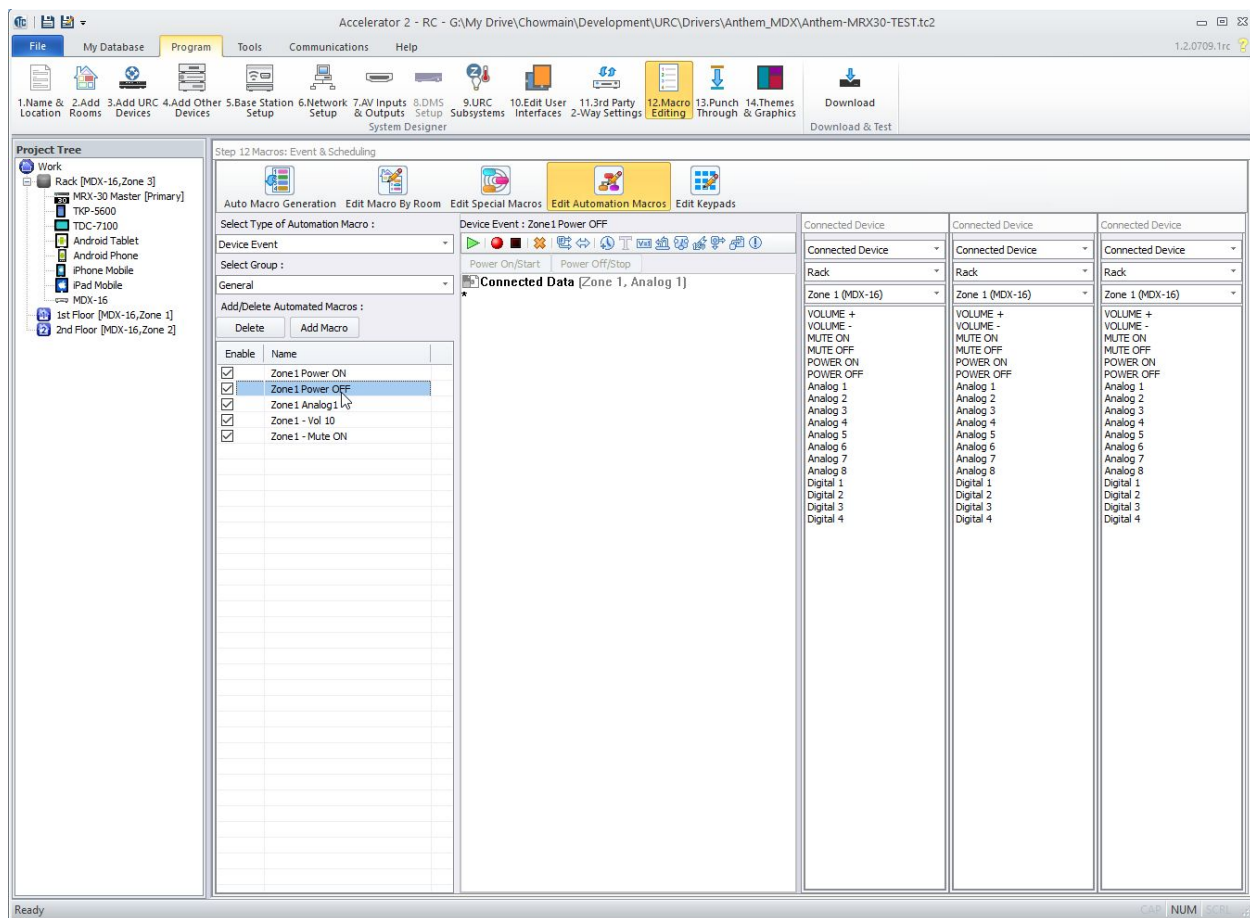 Accelerator 2 - RC - G:\My Drive\Chowmain\Development\URC\Drivers\Anthem_MDX\Anthem-MRX30-TEST.tc2
File My Database Program Tools Communications Help 1.2.0709.1rc
1.Name & Location
2.Add Rooms
3.Add URC Devices
4.Add Other Devices
5.Base Station Setup
6.Network Setup
7.AV Inputs & Outputs
8.DMS Setup
9.URC Subsystems
10.Edit User Interfaces
11.3rd Party 2-Way Settings
12.Macro Editing
13.Punch Through
14.Themes & Graphics
Download
System Designer
Download & Test
Project Tree
Work
Rack [MDX-16,Zone 3]
30 MRX-30 Master [Primary]
TKP-5600
TDC-7100
Android Tablet
Android Phone
iPhone Mobile
iPad Mobile
MDX-16
1st Floor [MDX-16,Zone 1]
2nd Floor [MDX-16,Zone 2]
Step 12 Macros: Event & Scheduling
Auto Macro Generation Edit Macro By Room Edit Special Macros Edit Automation Macros Edit Keypads
Select Type of Automation Macro :
Device Event
Select Group :
General
Add/Delete Automated Macros :
Delete Add Macro
Enable Name
Zone1 Power ON
Zone1 Power OFF
Zone1 Analog1
Zone1 - Vol 10
Zone1 - Mute ON
Device Event : Zone1 Power OFF
Power On/Start Power Off/Stop
Connected Data [Zone 1, Analog 1]
*
Connected Device
Connected Device
Rack
Zone 1 (MDX-16)
VOLUME +
VOLUME -
MUTE ON
MUTE OFF
POWER ON
POWER OFF
Analog 1
Analog 2
Analog 3
Analog 4
Analog 5
Analog 6
Analog 7
Analog 8
Digital 1
Digital 2
Digital 3
Digital 4
Connected Device
Connected Device
Rack
Zone 1 (MDX-16)
VOLUME +
VOLUME -
MUTE ON
MUTE OFF
POWER ON
POWER OFF
Analog 1
Analog 2
Analog 3
Analog 4
Analog 5
Analog 6
Analog 7
Analog 8
Digital 1
Digital 2
Digital 3
Digital 4
Connected Device
Connected Device
Rack
Zone 1 (MDX-16)
VOLUME +
VOLUME -
MUTE ON
MUTE OFF
POWER ON
POWER OFF
Analog 1
Analog 2
Analog 3
Analog 4
Analog 5
Analog 6
Analog 7
Analog 8
Digital 1
Digital 2
Digital 3
Digital 4
Ready CAP NUM SCRL